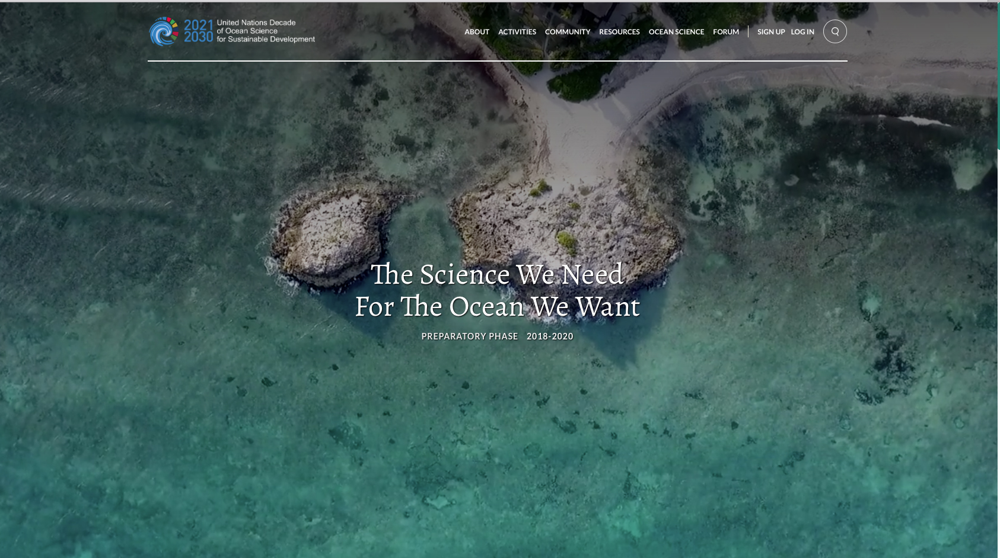 2021
2030
United Nations Decade
of Ocean Science
for Sustainable Development
ABOUT ACTIVITIES COMMUNITY RESOURCES OCEAN SCIENCE FORUM SIGN UP LOG IN
The Science We Need
For The Ocean We Want
PREPARATORY PHASE 2018-2020